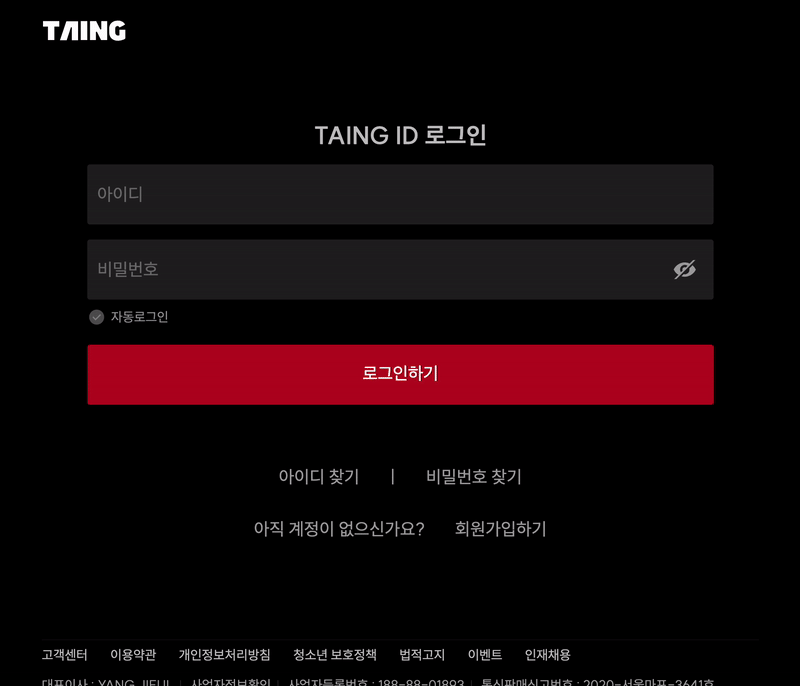 TAING
TAING ID 로그인
아이디
비밀번호
자동로그인
로그인하기
아이디 찾기 | 비밀번호 찾기
아직 계정이 없으신가요? 회원가입하기
고객센터 이용약관 개인정보처리방침 청소년 보호정책 법적고지 이벤트 인재채용
대표이사 : YANG JIEUL | 사업자정보확인 | 사업자등록번호 : 188-88-01893 | 통신판매신고번호 : 2020-서울마포-3641호